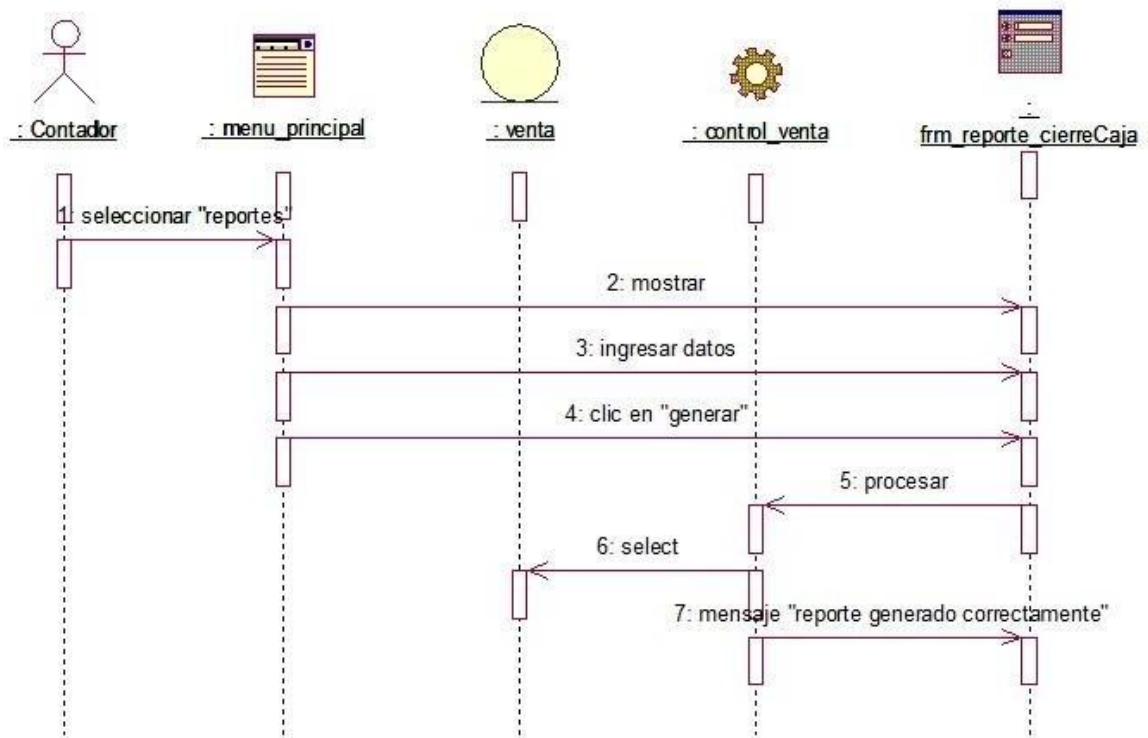 : Contador
: menu_principal
: venta
: control_venta
:
frm_reporte_cierreCaja
1: seleccionar "reportes"
2: mostrar
3: ingresar datos
4: clic en "generar"
5: procesar
6: select
7: mensaje "reporte generado correctamente"